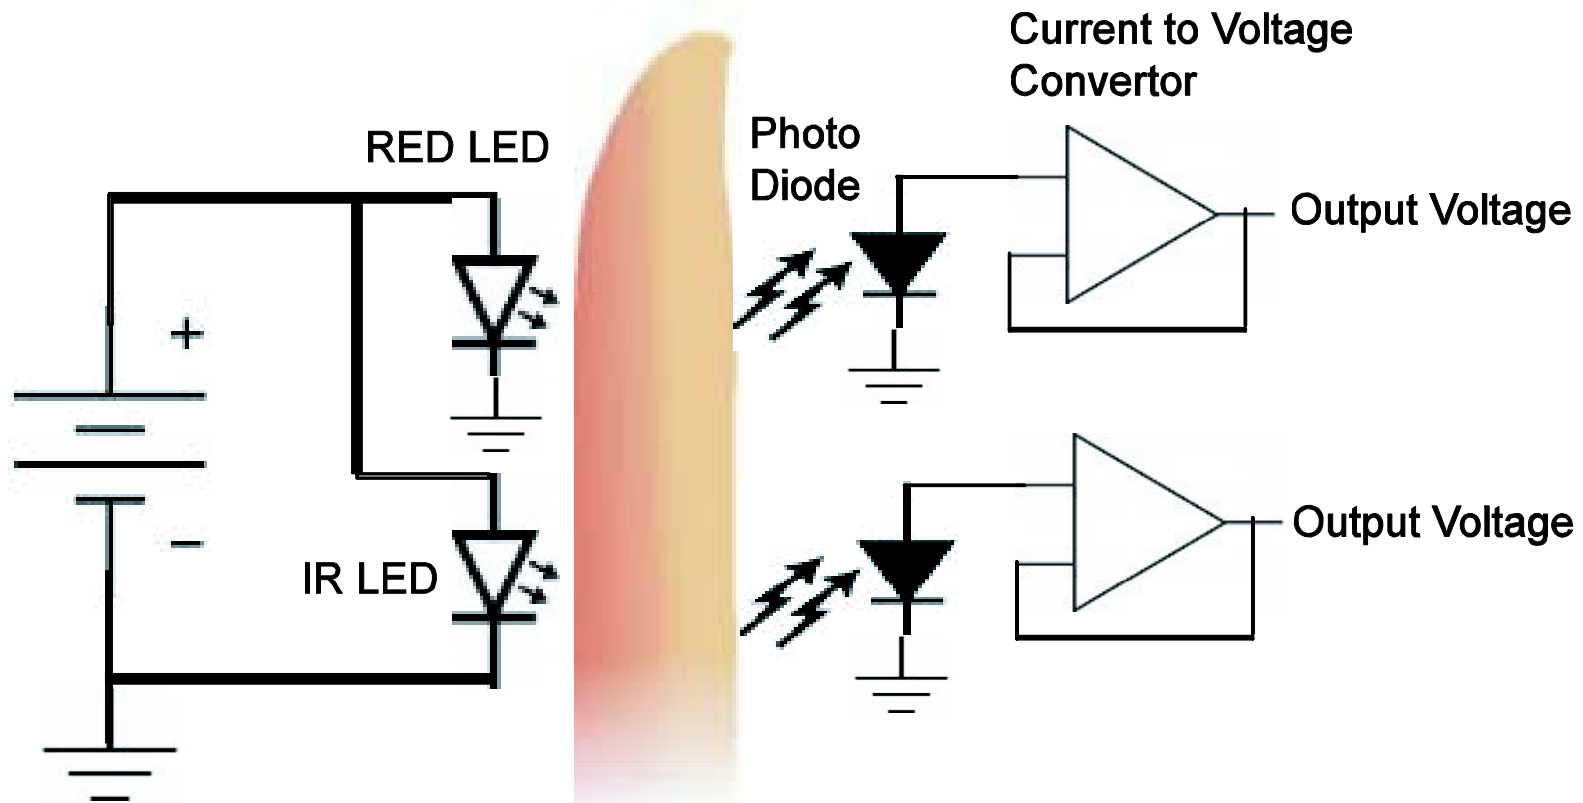 Current to Voltage
Convertor
RED LED
Photo
Diode
Output Voltage
+
−
IR LED
Output Voltage